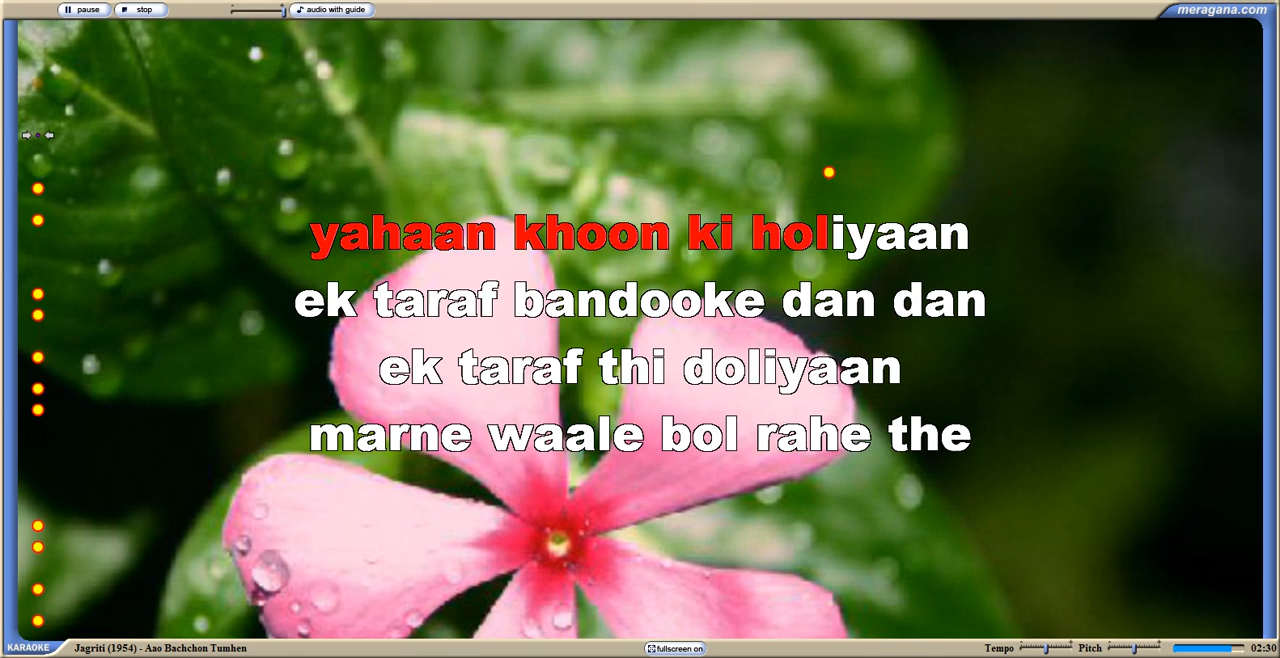 pause stop audio with guide meragana.com
yahaan khoon ki holiyaan
ek taraf bandooke dan dan
ek taraf thi doliyaan
marne waale bol rahe the
KARAOKE Jagriti (1954) - Aao Bachchon Tumhen fullscreen on Tempo Pitch 02:30